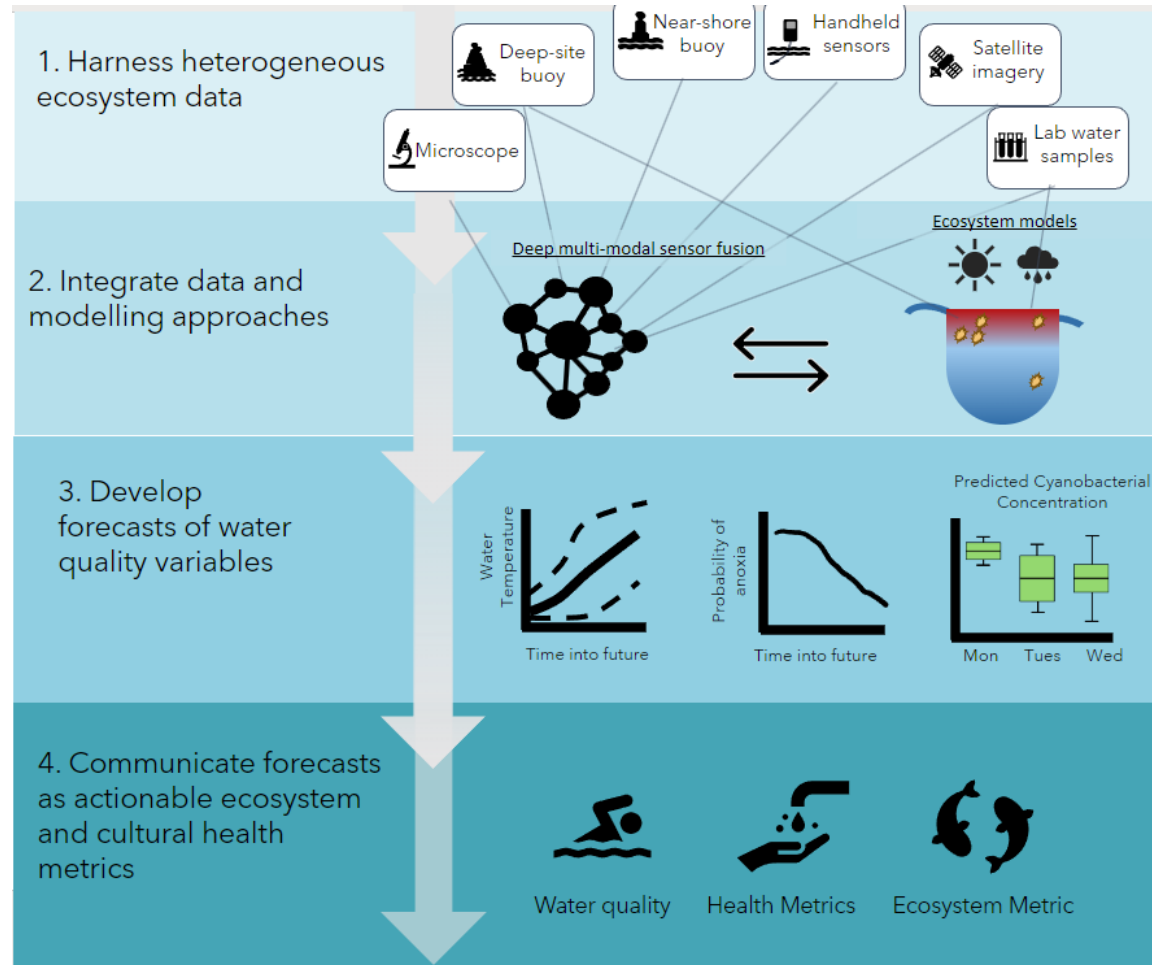 1. Harness heterogeneous
ecosystem data
Deep-site
buoy
Near-shore
buoy
Handheld
sensors
Satellite
imagery
Microscope
Lab water
samples
2. Integrate data and
modelling approaches
Deep multi-modal sensor fusion
Ecosystem models
3. Develop
forecasts of water
quality variables
Water
Temperature
Time into future
Probability of
anoxia
Time into future
Predicted Cyanobacterial
Concentration
Mon
Tues
Wed
4. Communicate forecasts
as actionable ecosystem
and cultural health
metrics
Water quality
Health Metrics
Ecosystem Metric